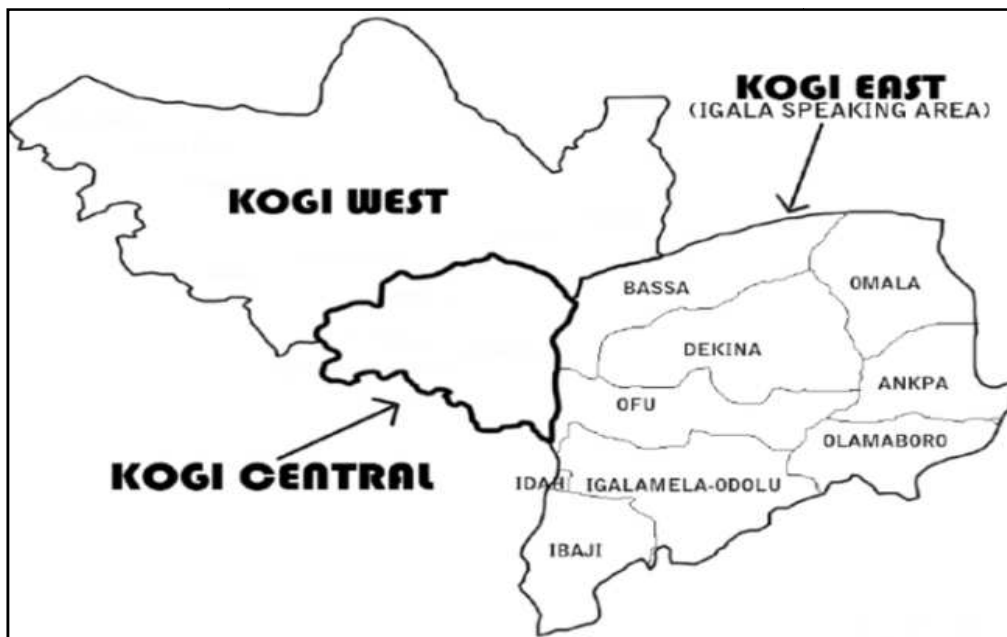 KOGI EAST
(IGALA SPEAKING AREA)
KOGI WEST
BASSA
OMALA
DEKINA
ANKPA
OFU
OLAMABORO
KOGI CENTRAL
IDAH
IGALAMELA-ODOLU
IBAJI